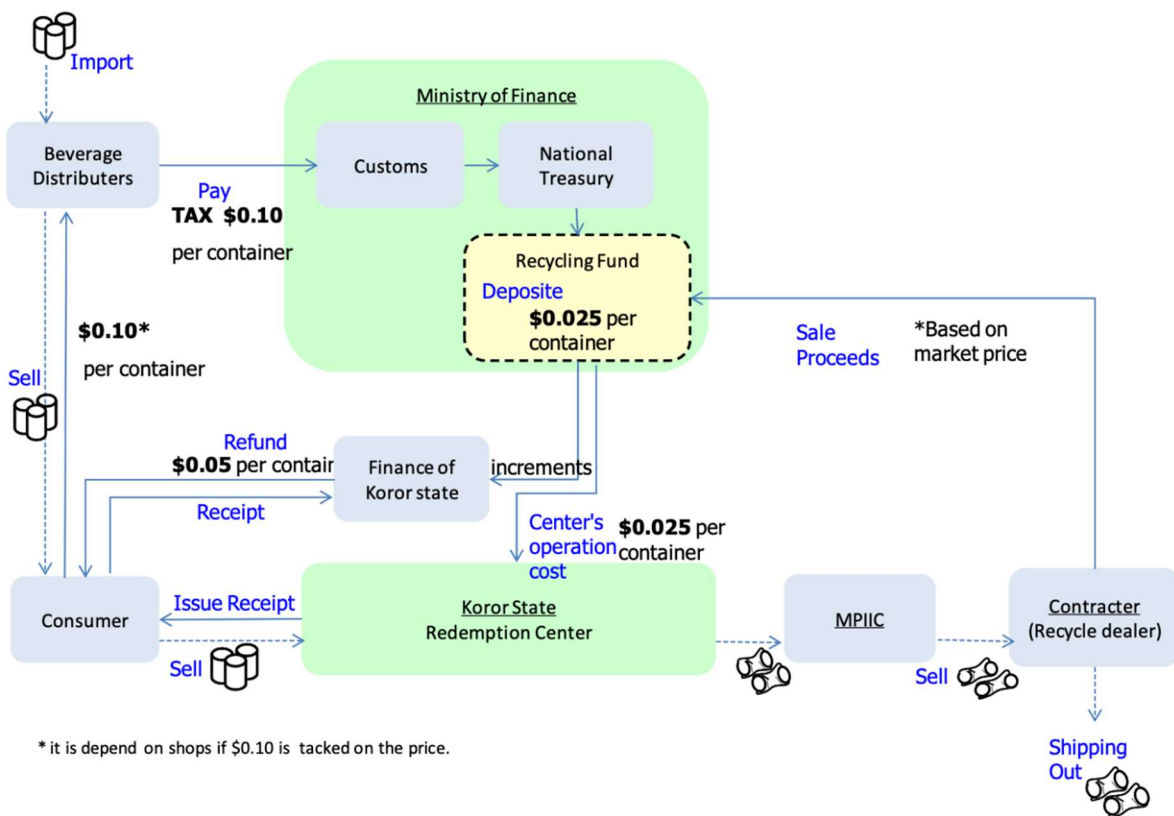 Import
Ministry of Finance
Beverage
Distributers
Customs
National
Treasury
Pay
TAX $0.10
per container
Recycling Fund
Deposite
$0.025 per
container
$0.10*
per container
Sale
Proceeds
*Based on
market price
Sell
Refund
$0.05 per contain
Finance of
Koror state
increments
Receipt
Center's
operation
cost
$0.025 per
container
Consumer
Issue Receipt
Sell
Koror State
Redemption Center
MPIIC
Sell
Contracter
(Recycle dealer)
* it is depend on shops if $0.10 is tacked on the price.
Shipping
Out